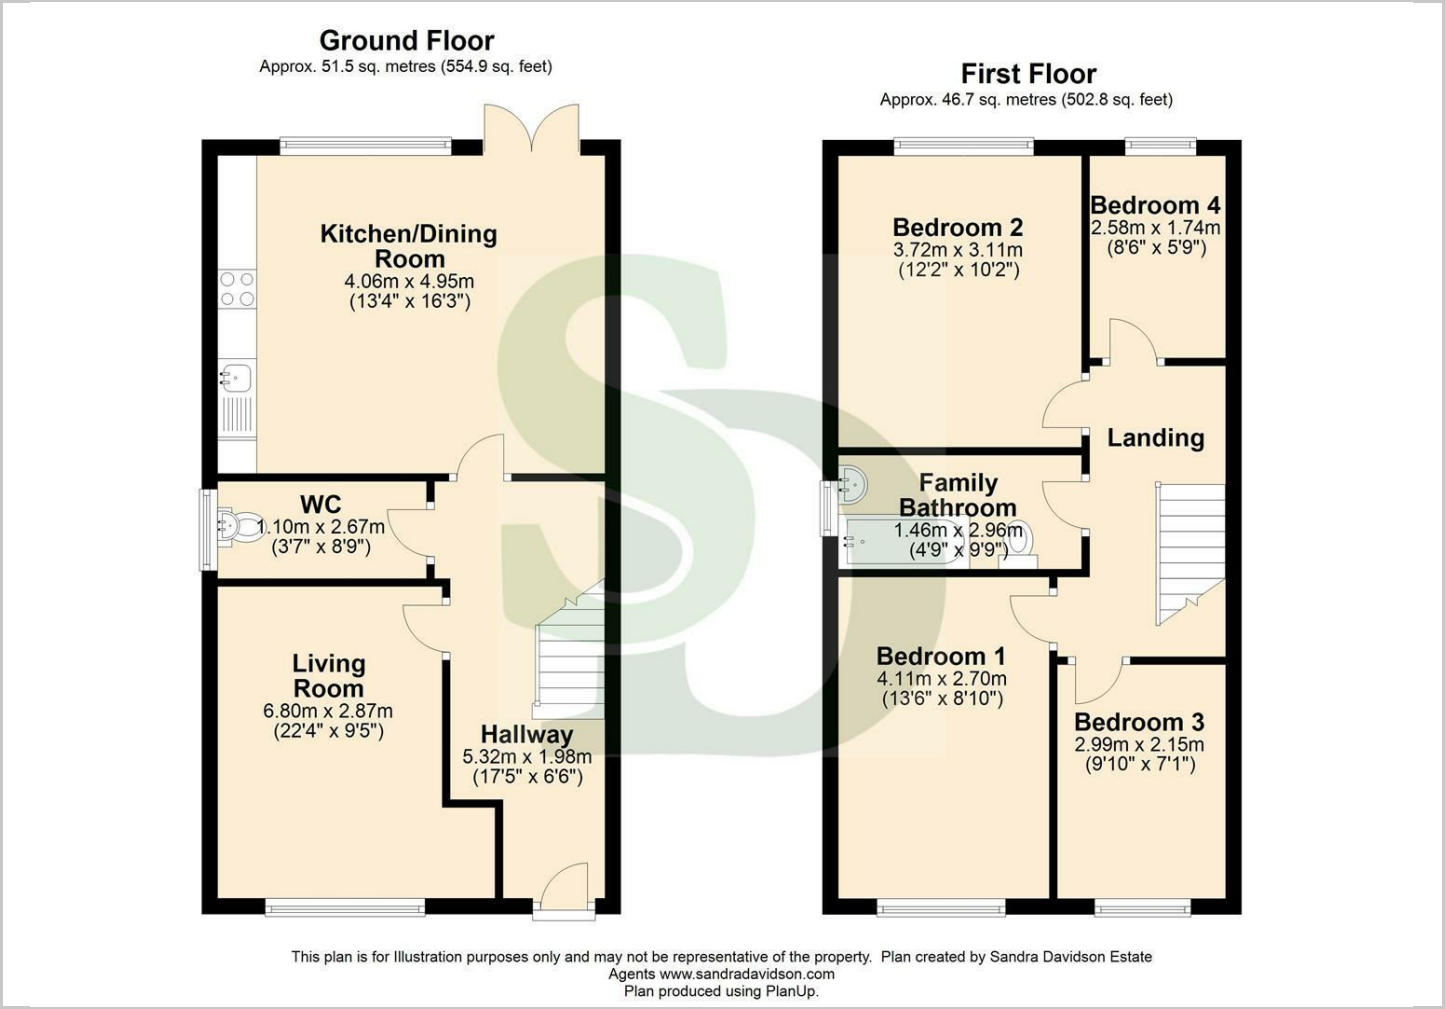 Ground Floor
Approx. 51.5 sq. metres (554.9 sq. feet)
Kitchen/Dining
Room
4.06m x 4.95m
(13'4" x 16'3")
WC
1.10m x 2.67m
(3'7" x 8'9")
Living
Room
6.80m x 2.87m
(22'4" x 9'5")
Hallway
5.32m x 1.98m
(17'5" x 6'6")
First Floor
Approx. 46.7 sq. metres (502.8 sq. feet)
Bedroom 2
3.72m x 3.11m
(12'2" x 10'2")
Bedroom 4
2.58m x 1.74m
(8'6" x 5'9")
Landing
Family
Bathroom
1.46m x 2.96m
(4'9" x 9'9")
Bedroom 1
4.11m x 2.70m
(13'6" x 8'10")
Bedroom 3
2.99m x 2.15m
(9'10" x 7'1")
SD
This plan is for Illustration purposes only and may not be representative of the property.  Plan created by Sandra Davidson Estate
Agents www.sandradavidson.com
Plan produced using PlanUp.